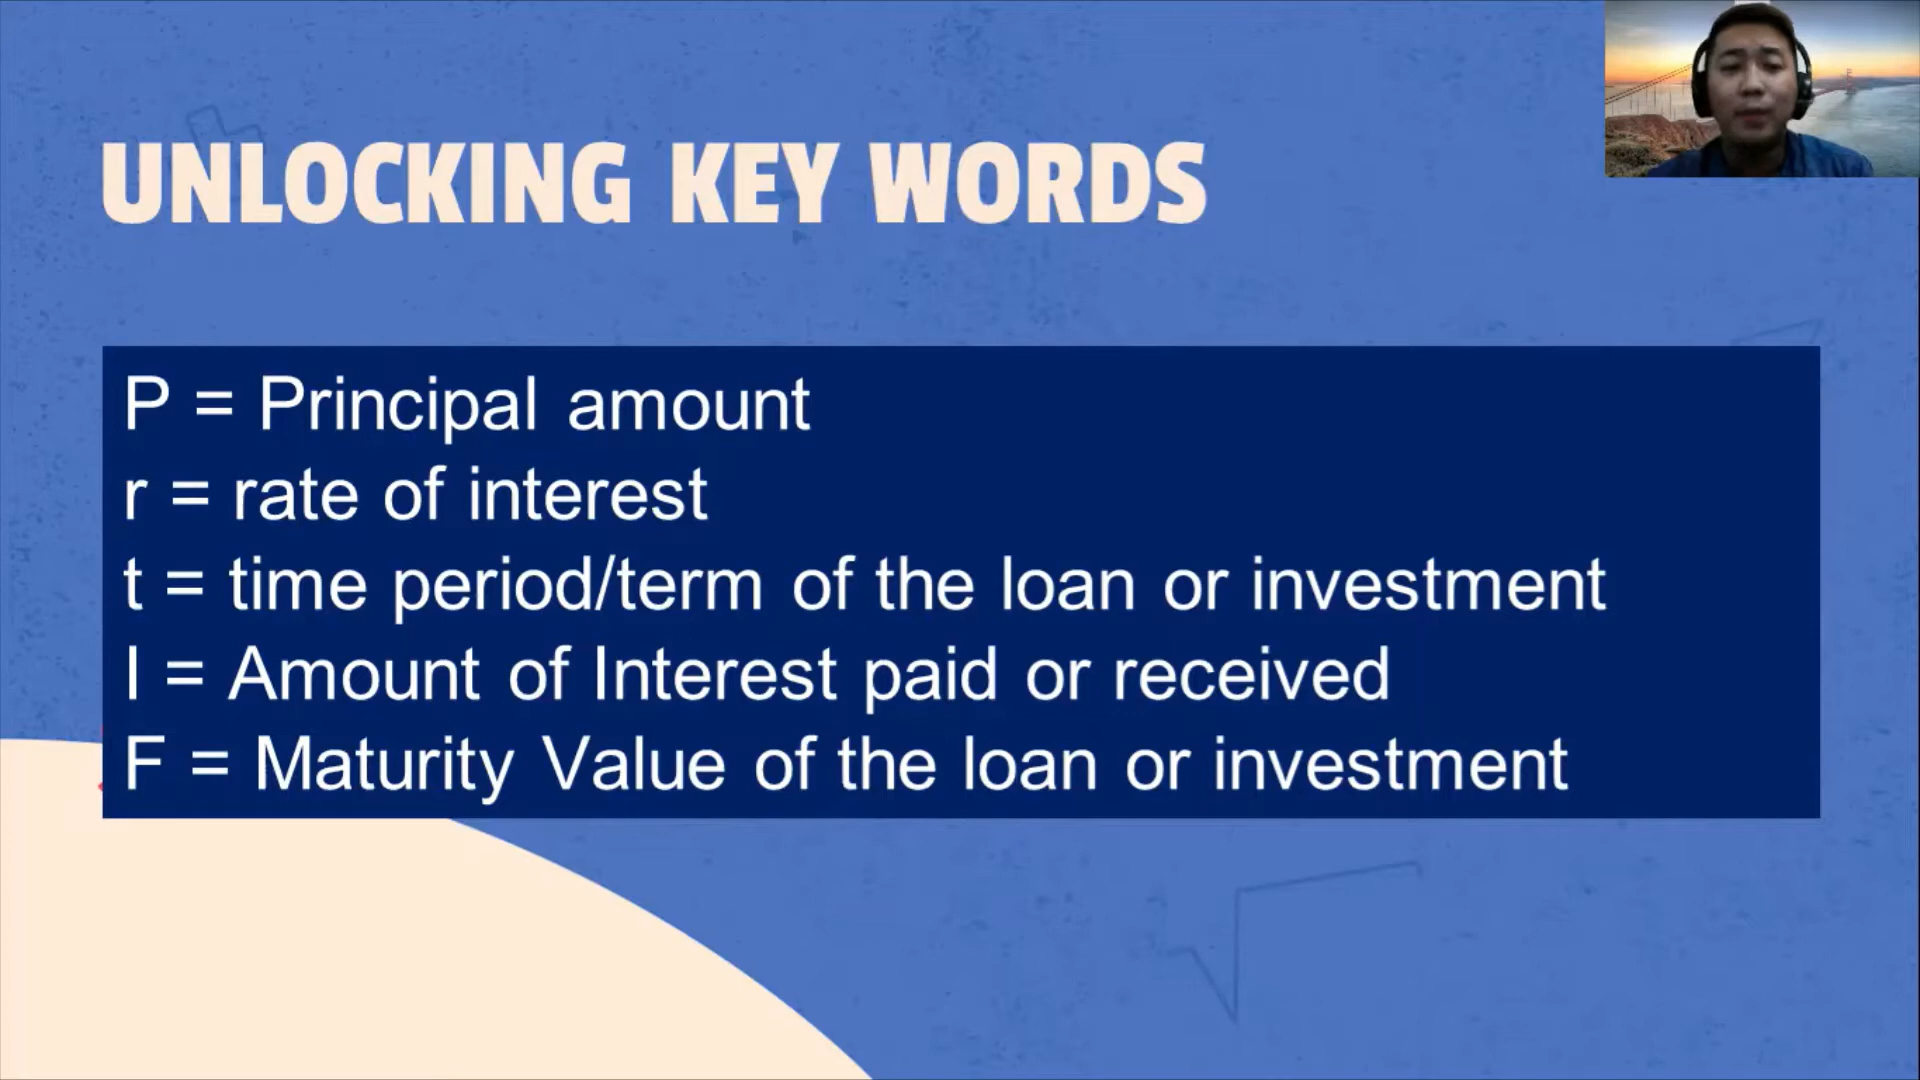 UNLOCKING KEY WORDS
P = Principal amount
r = rate of interest
t = time period/term of the loan or investment
I = Amount of Interest paid or received
F = Maturity Value of the loan or investment